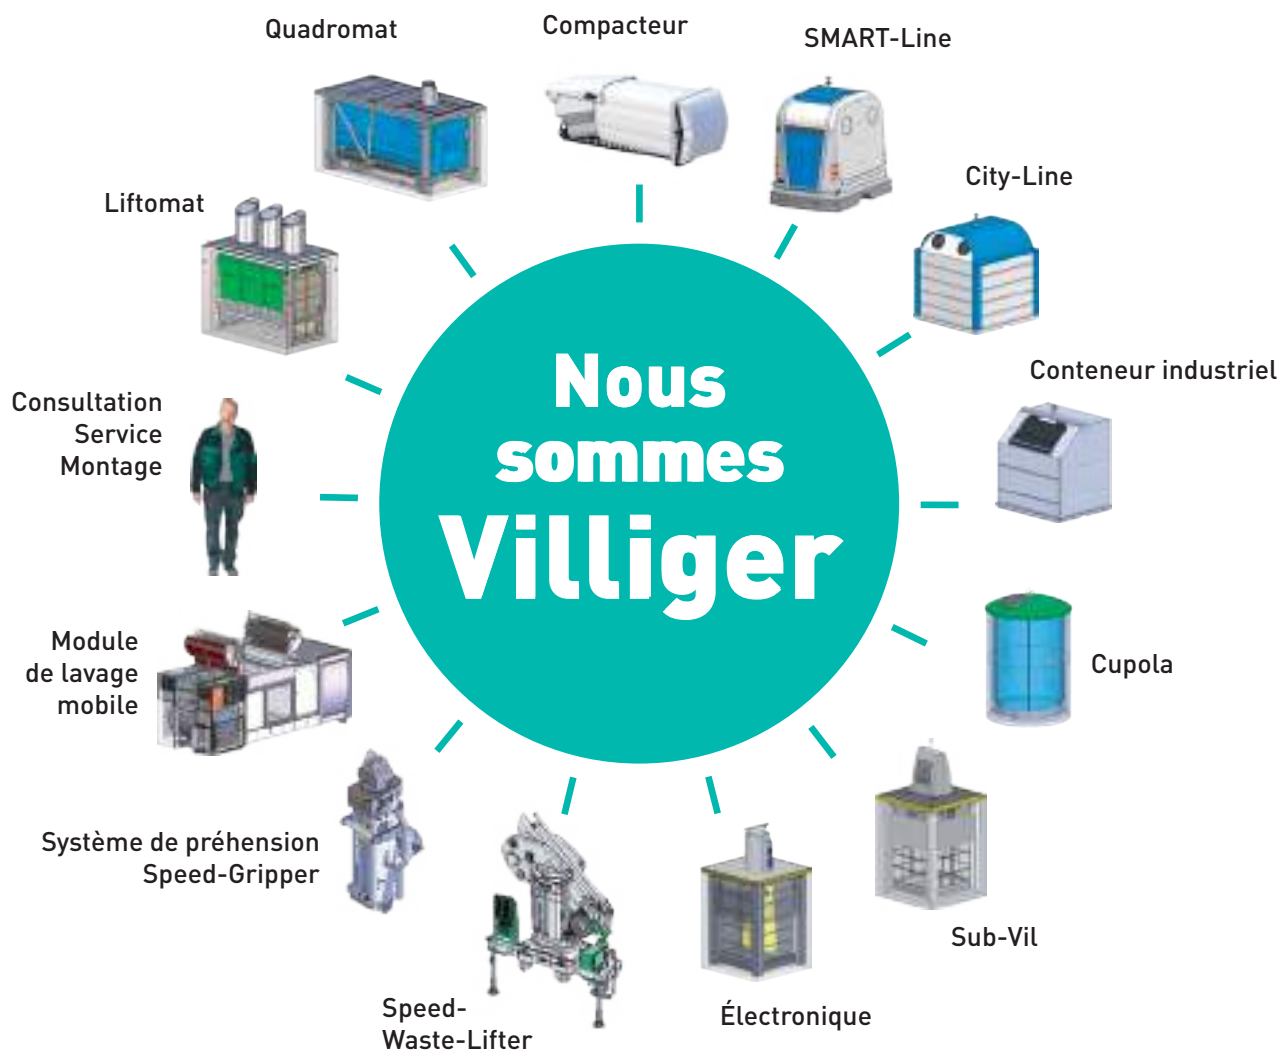 Quadromat
Compacteur
SMART-Line
City-Line
Liftomat
Conteneur industriel
Consultation
Service
Montage
Nous
sommes
Villiger
Module
de lavage
mobile
Cupola
Système de préhension
Speed-Gripper
Sub-Vil
Speed-
Waste-Lifter
Électronique